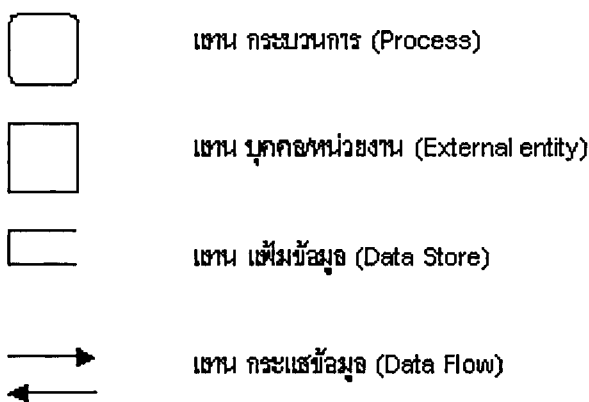 แทน กระบวนการ (Process)
แทน บุคคล/หน่วยงาน (External entity)
แทน แฟ้มข้อมูล (Data Store)
แทน กระแสข้อมูล (Data Flow)